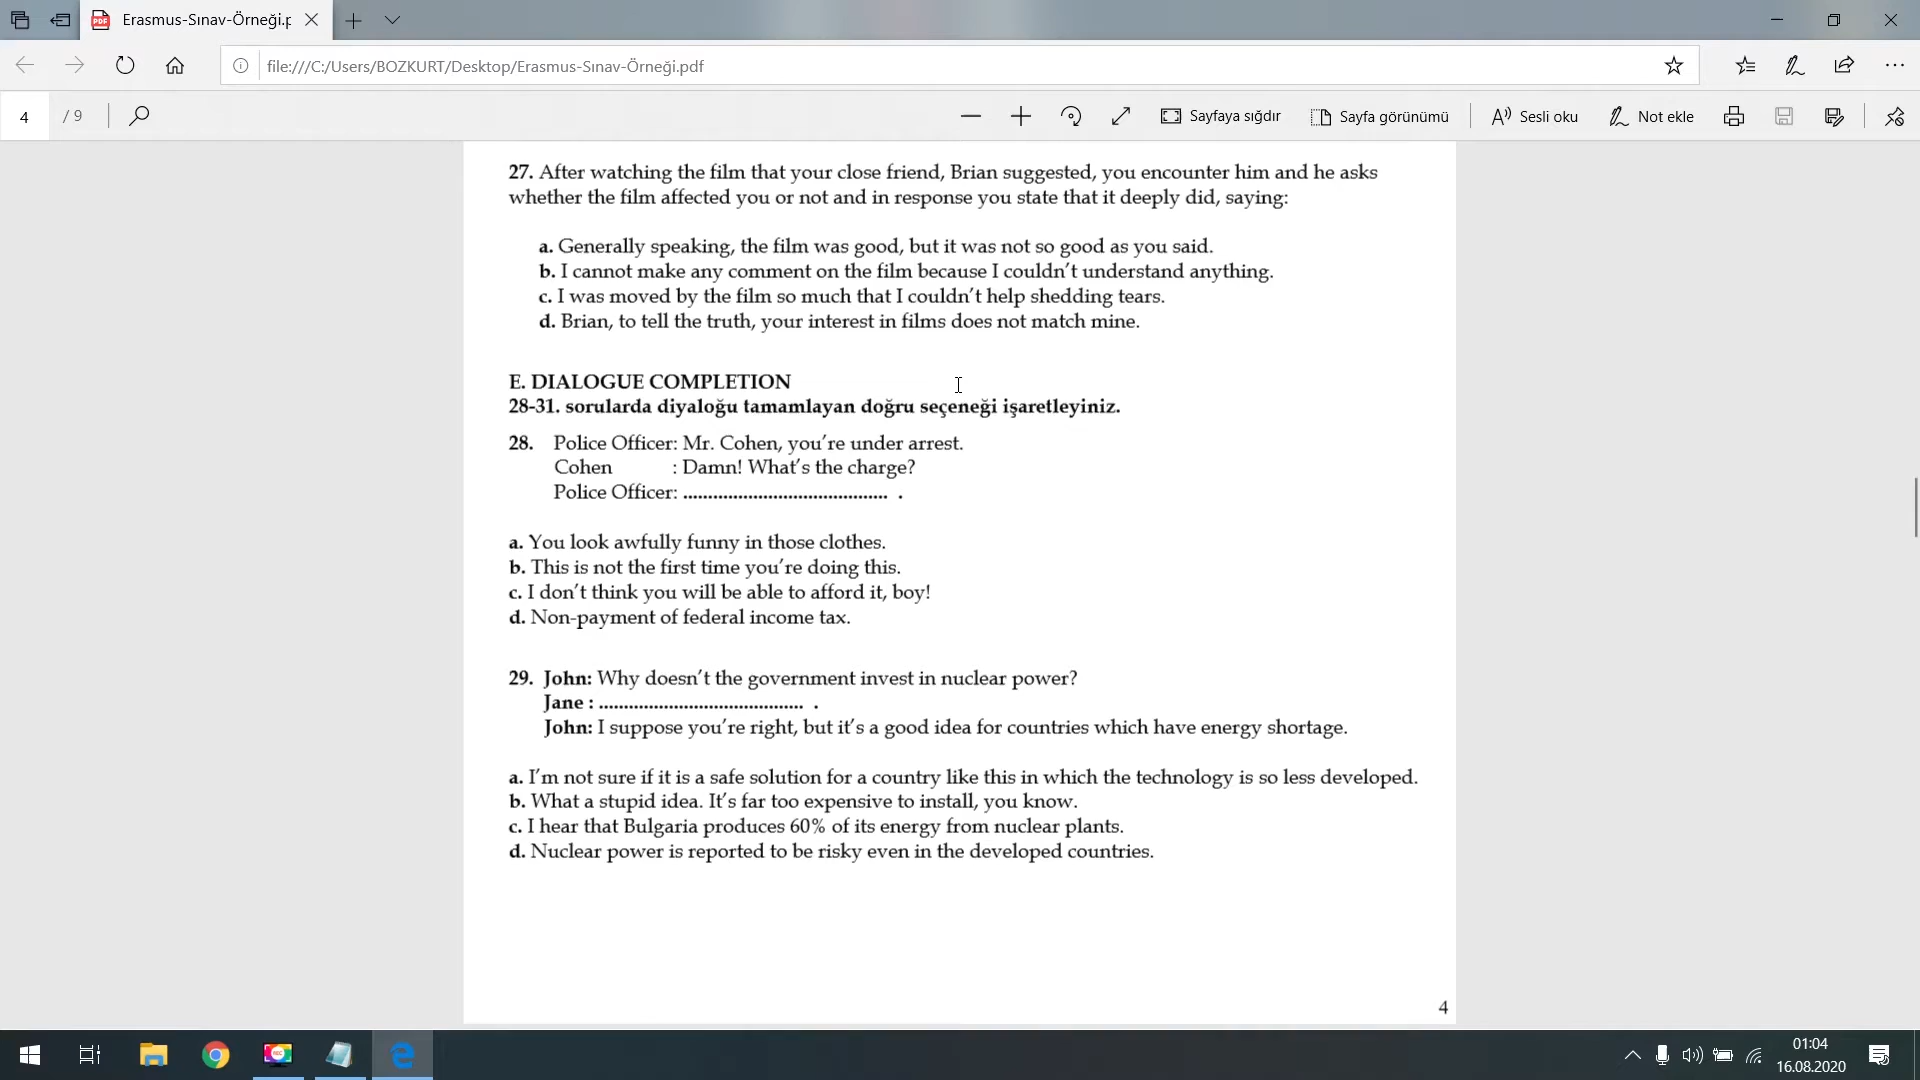 Erasmus-Sınav-Örneği.p
file:///C:/Users/BOZKURT/Desktop/Erasmus-Sınav-Örneği.pdf
4 / 9 Sayfaya sığdır Sayfa görünümü Sesli oku Not ekle
27. After watching the film that your close friend, Brian suggested, you encounter him and he asks
whether the film affected you or not and in response you state that it deeply did, saying:
a. Generally speaking, the film was good, but it was not so good as you said.
b. I cannot make any comment on the film because I couldn't understand anything.
c. I was moved by the film so much that I couldn't help shedding tears.
d. Brian, to tell the truth, your interest in films does not match mine.
E. DIALOGUE COMPLETION
28-31. sorularda diyaloğu tamamlayan doğru seçeneği işaretleyiniz.
28. Police Officer: Mr. Cohen, you're under arrest.
Cohen : Damn! What's the charge?
Police Officer: ......................................... .
a. You look awfully funny in those clothes.
b. This is not the first time you're doing this.
c. I don't think you will be able to afford it, boy!
d. Non-payment of federal income tax.
29. John: Why doesn't the government invest in nuclear power?
Jane : ......................................... .
John: I suppose you're right, but it's a good idea for countries which have energy shortage.
a. I'm not sure if it is a safe solution for a country like this in which the technology is so less developed.
b. What a stupid idea. It's far too expensive to install, you know.
c. I hear that Bulgaria produces 60% of its energy from nuclear plants.
d. Nuclear power is reported to be risky even in the developed countries.
4
01:04
16.08.2020